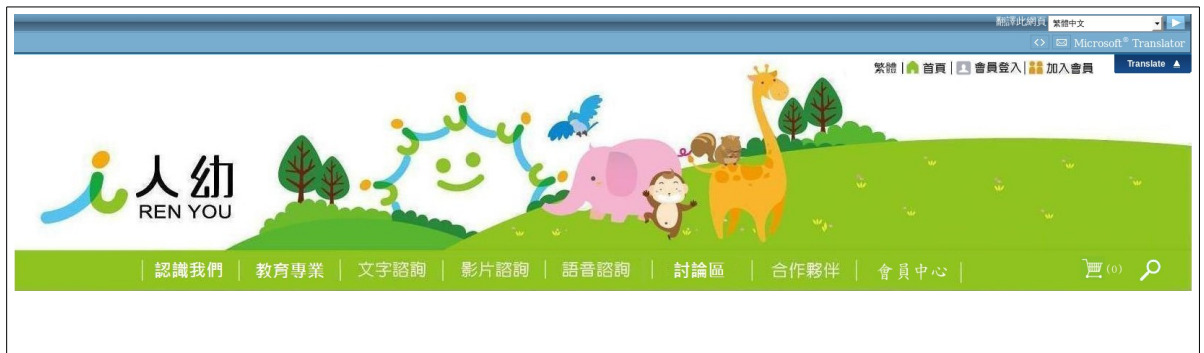 翻譯此網頁 繁體中文
Microsoft® Translator
繁體 | 首頁 | 會員登入 | 加入會員 Translate ▲
人幼
REN YOU
| 認識我們 | 教育專業 | 文字諮詢 | 影片諮詢 | 語音諮詢 | 討論區 | 合作夥伴 | 會員中心 | (0)